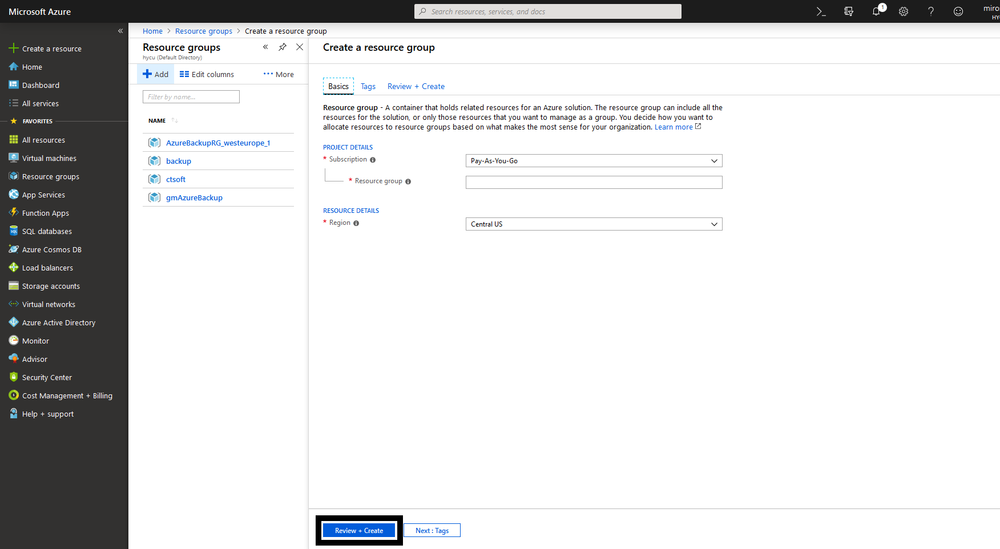 Microsoft Azure
Search resources, services, and docs
>_
1
?
miro
HY
«
Create a resource
Home
Dashboard
All services
FAVORITES
All resources
Virtual machines
Resource groups
App Services
Function Apps
SQL databases
Azure Cosmos DB
Load balancers
Storage accounts
Virtual networks
Azure Active Directory
Monitor
Advisor
Security Center
Cost Management + Billing
Help + support
Home > Resource groups > Create a resource group
Resource groups
hycu (Default Directory)
Add
Edit columns
More
Filter by name...
NAME
AzureBackupRG_westeurope_1
backup
ctsoft
gmAzureBackup
Create a resource group
Basics
Tags
Review + Create
Resource group - A container that holds related resources for an Azure solution. The resource group can include all the
resources for the solution, or only those resources that you want to manage as a group. You decide how you want to
allocate resources to resource groups based on what makes the most sense for your organization. Learn more
PROJECT DETAILS
* Subscription
Pay-As-You-Go
* Resource group
RESOURCE DETAILS
* Region
Central US
Review + Create
Next : Tags